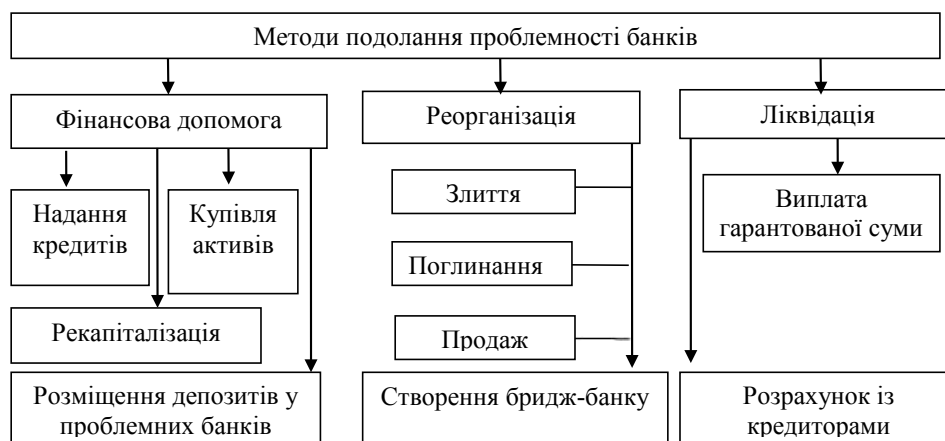 Методи подолання проблемності банків
Фінансова допомога
Реорганізація
Ліквідація
Надання
кредитів
Купівля
активів
Рекапіталізація
Розміщення депозитів у
проблемних банків
Злиття
Поглинання
Продаж
Створення бридж-банку
Виплата
гарантованої суми
Розрахунок із
кредиторами